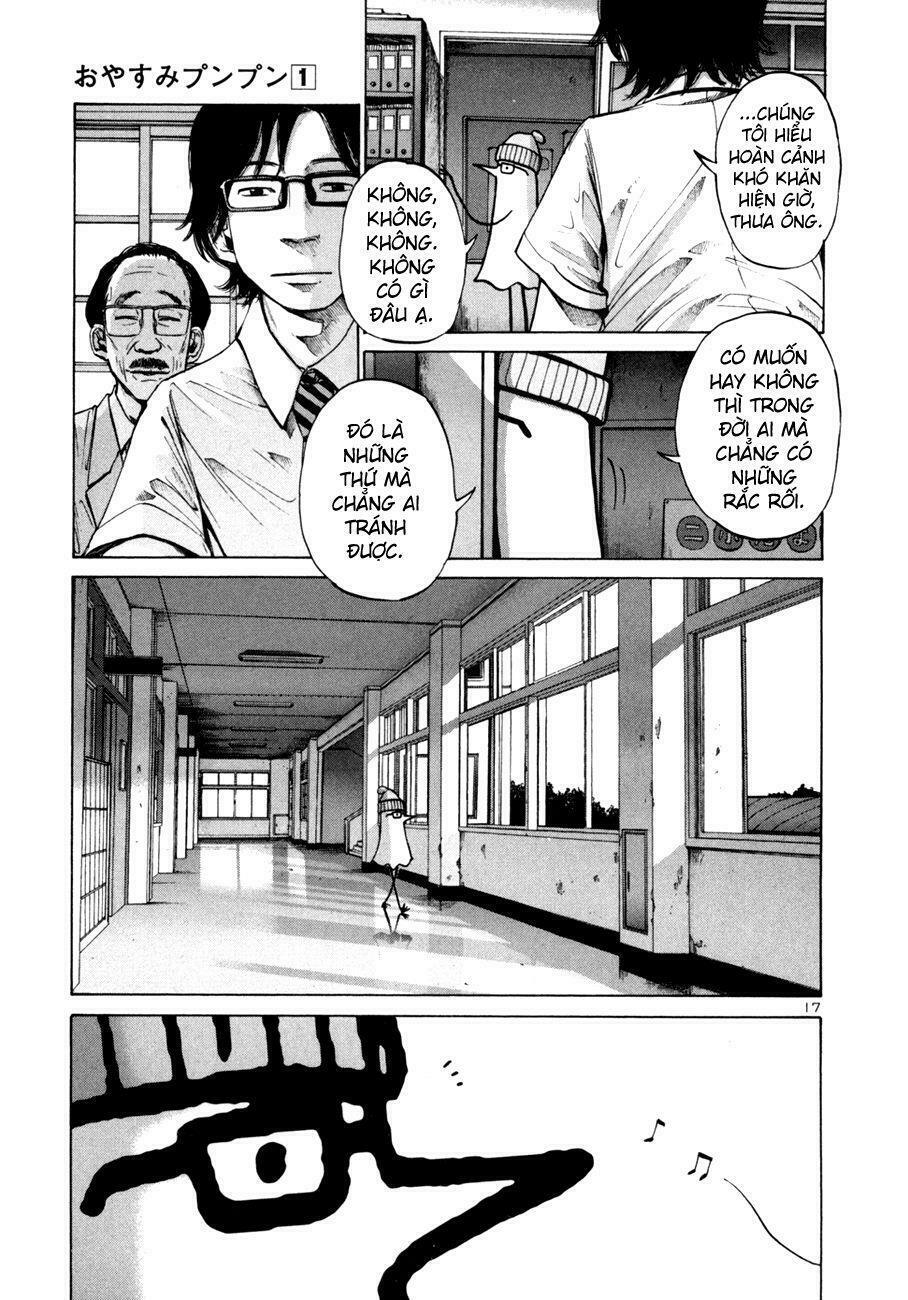 おやすみプンプン1
...CHÚNG
TÔI HIỂU
HOÀN CẢNH
KHÓ KHĂN
HIỆN GIỜ,
THƯA ÔNG.
KHÔNG,
KHÔNG,
KHÔNG.
KHÔNG
CÓ GÌ
ĐÂU Ạ.
CÓ MUỐN
HAY KHÔNG
THÌ TRONG
ĐỜI AI MÀ
CHẲNG CÓ
NHỮNG
RẮC RỐI.
ĐÓ LÀ
NHỮNG
THỨ MÀ
CHẲNG AI
TRÁNH
ĐƯỢC.
17